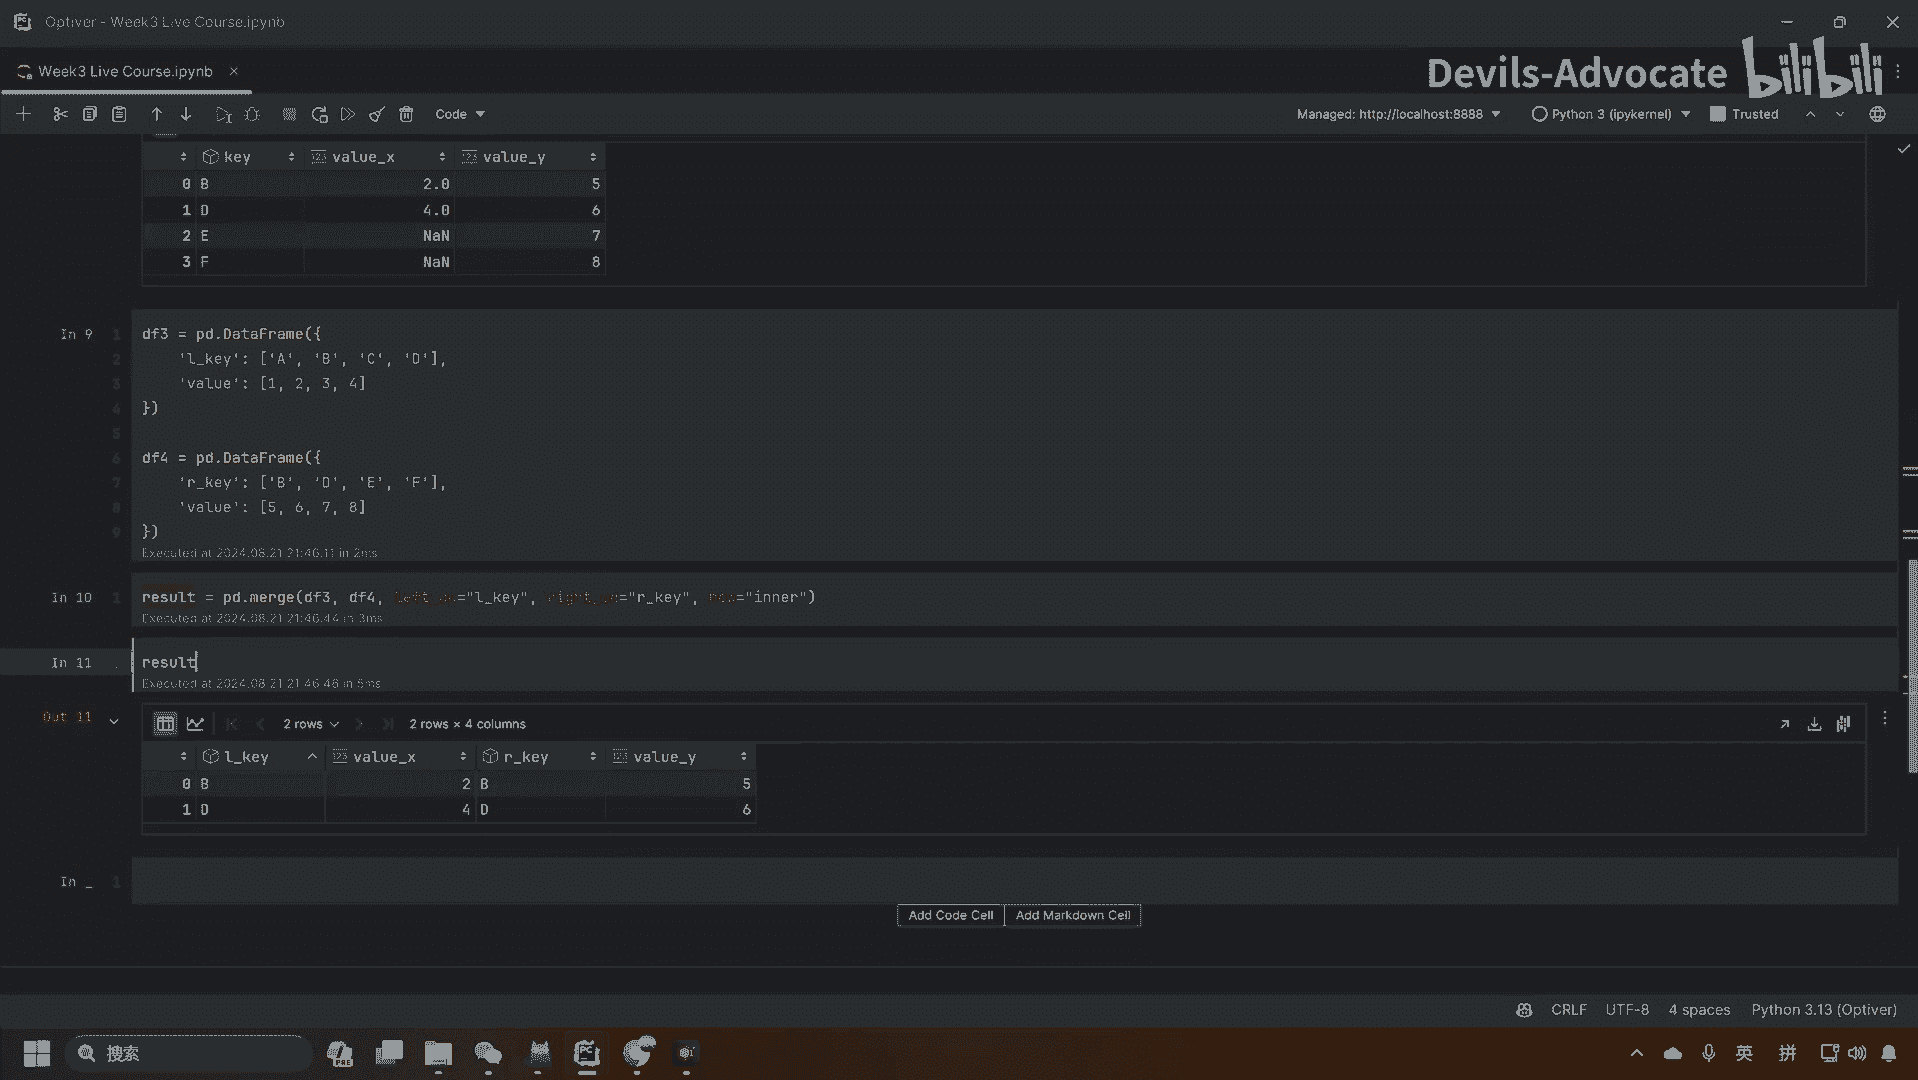 Optiver - Week3 Live Course.ipynb
Week3 Live Course.ipynb
Devils-Advocate bilibili
Code
Managed: http://localhost:8888
Python 3 (ipykernel)
Trusted
key value_x value_y
0 B 2.0 5
1 D 4.0 6
2 E NaN 7
3 F NaN 8
In 9
1 df3 = pd.DataFrame({
2 'l_key': ['A', 'B', 'C', 'D'],
3 'value': [1, 2, 3, 4]
4 })
5
6 df4 = pd.DataFrame({
7 'r_key': ['B', 'D', 'E', 'F'],
8 'value': [5, 6, 7, 8]
9 })
Executed at 2024.08.21 21:46:11 in 2ms
In 10 1 result = pd.merge(df3, df4, left_on="l_key", right_on="r_key", how="inner")
Executed at 2024.08.21 21:46:44 in 3ms
In 11 result
Executed at 2024.08.21 21:46:46 in 5ms
Out 11
2 rows 2 rows × 4 columns
l_key value_x r_key value_y
0 B 2 B 5
1 D 4 D 6
In _ 1
Add Code Cell Add Markdown Cell
CRLF UTF-8 4 spaces Python 3.13 (Optiver)
搜索
PRE
PC
英 拼